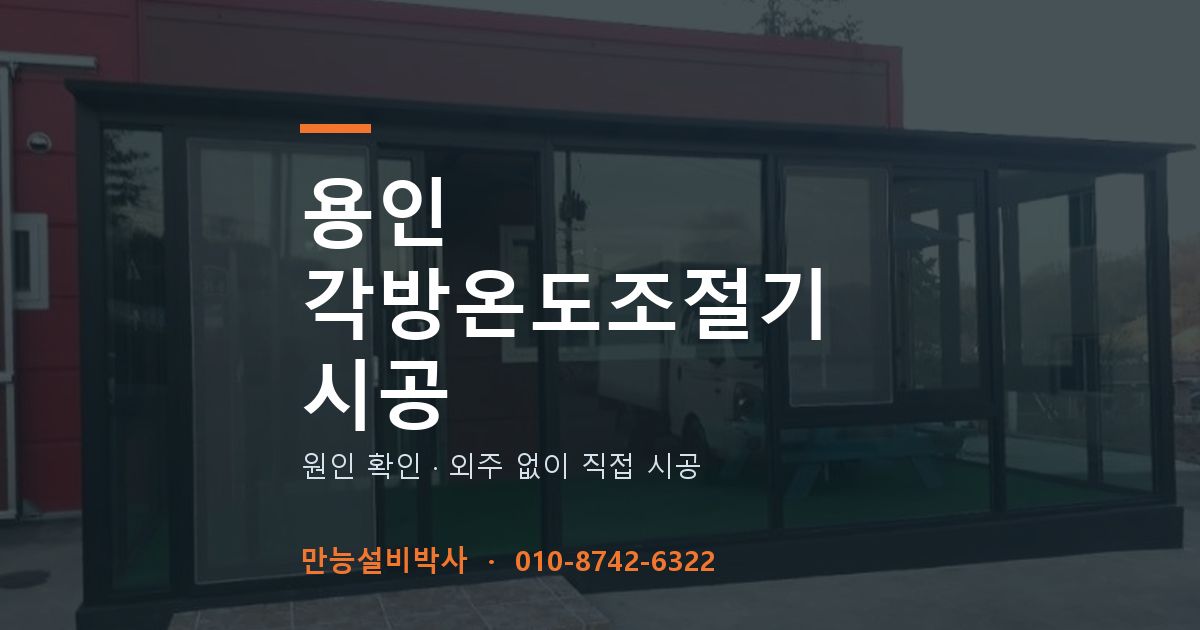 용인
각방온도조절기
시공
원인 확인 · 외주 없이 직접 시공
만능설비박사 · 010-8742-6322